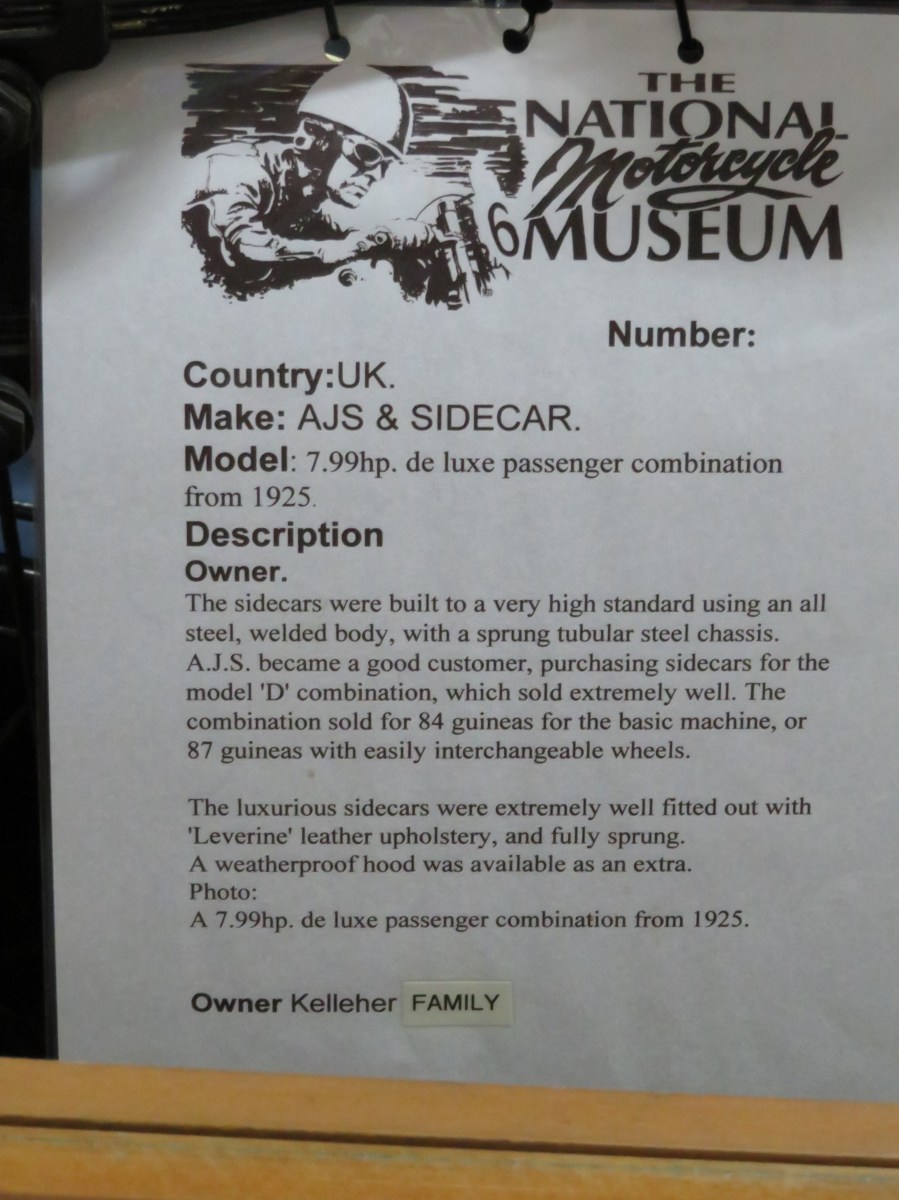 THE
NATIONAL
Motorcycle
6 MUSEUM
Number:
Country:UK.
Make: AJS & SIDECAR.
Model: 7.99hp. de luxe passenger combination
from 1925.
Description
Owner.
The sidecars were built to a very high standard using an all
steel, welded body, with a sprung tubular steel chassis.
A.J.S. became a good customer, purchasing sidecars for the
model 'D' combination, which sold extremely well. The
combination sold for 84 guineas for the basic machine, or
87 guineas with easily interchangeable wheels.
The luxurious sidecars were extremely well fitted out with
'Leverine' leather upholstery, and fully sprung.
A weatherproof hood was available as an extra.
Photo:
A 7.99hp. de luxe passenger combination from 1925.
Owner Kelleher FAMILY